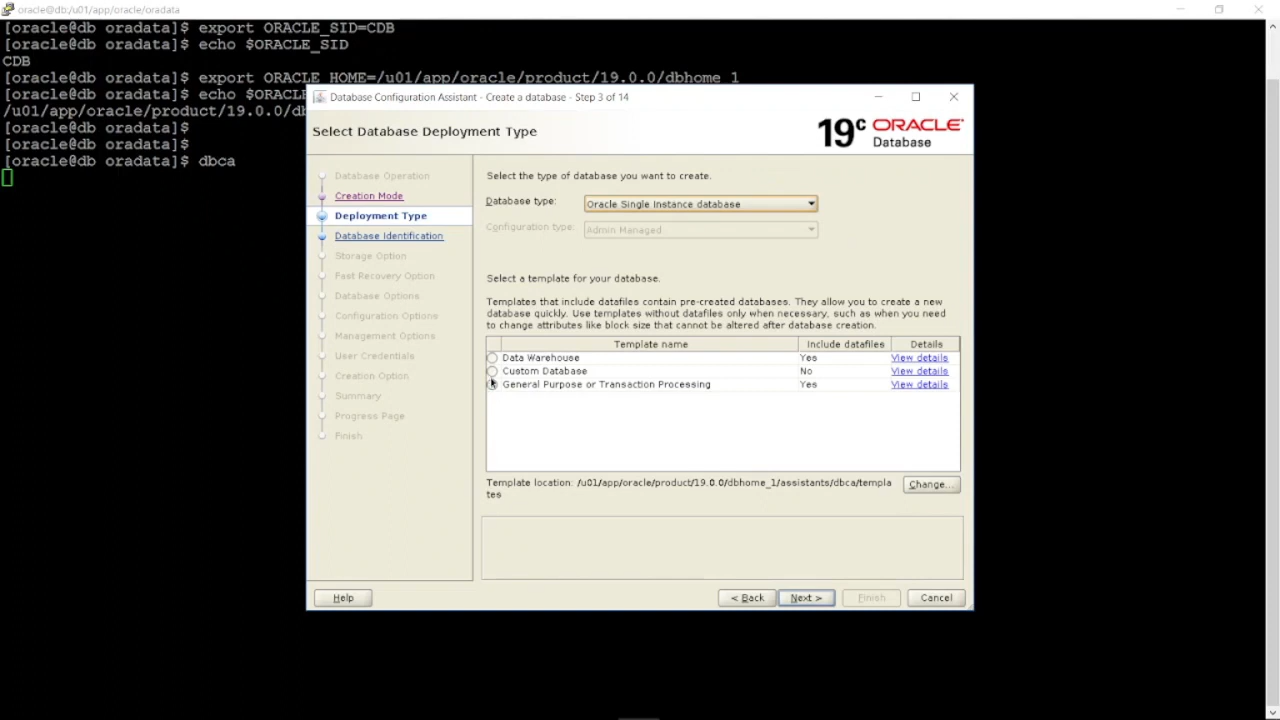 oracle@db:/u01/app/oracle/oradata
[oracle@db oradata]$ export ORACLE_SID=CDB
[oracle@db oradata]$ echo $ORACLE_SID
CDB
[oracle@db oradata]$ export ORACLE_HOME=/u01/app/oracle/product/19.0.0/dbhome_1
[oracle@db oradata]$ echo $ORACLE
/u01/app/oracle/product/19.0.0/db
[oracle@db oradata]$
[oracle@db oradata]$
[oracle@db oradata]$ dbca
Database Configuration Assistant - Create a database - Step 3 of 14
Select Database Deployment Type
19c ORACLE
Database
Database Operation
Creation Mode
Deployment Type
Database Identification
Storage Option
Fast Recovery Option
Database Options
Configuration Options
Management Options
User Credentials
Creation Option
Summary
Progress Page
Finish
Select the type of database you want to create.
Database type: Oracle Single Instance database
Configuration type: Admin Managed
Select a template for your database.
Templates that include datafiles contain pre-created databases. They allow you to create a new
database quickly. Use templates without datafiles only when necessary, such as when you need
to change attributes like block size that cannot be altered after database creation.
Template name Include datafiles Details
Data Warehouse Yes View details
Custom Database No View details
General Purpose or Transaction Processing Yes View details
Template location: /u01/app/oracle/product/19.0.0/dbhome_1/assistants/dbca/templa
tes
Change...
Help < Back Next > Finish Cancel